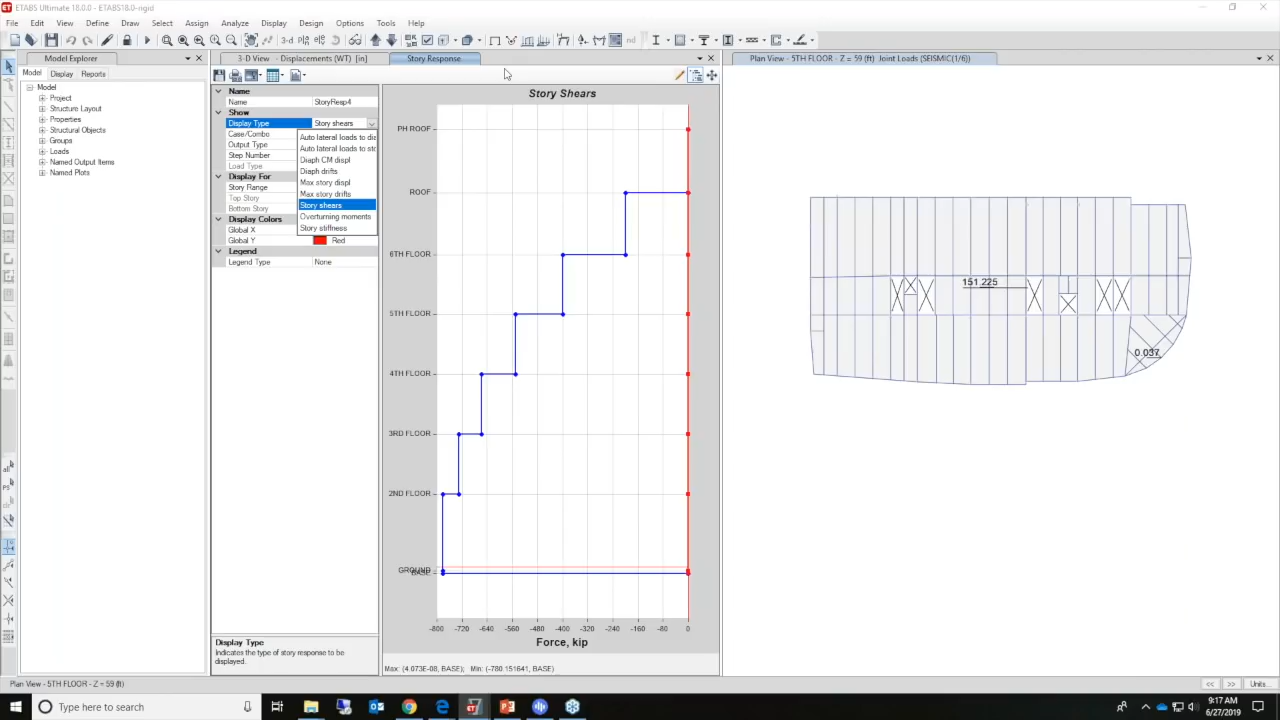 ETABS Ultimate 18.0.0 - ETABS18.0-rigid
File Edit View Define Draw Select Assign Analyze Display Design Options Tools Help
3-d
nd
Model Explorer
Model Display Reports
Model
Project
Structure Layout
Properties
Structural Objects
Groups
Loads
Named Output Items
Named Plots
3-D View - Displacements (WT) [in]
Story Response
Name
Name StoryResp4
Show
Display Type Story shears
Case/Combo
Output Type
Step Number
Load Type
Display For
Story Range
Top Story
Bottom Story
Display Colors
Global X
Global Y Red
Legend
Legend Type None
Auto lateral loads to dia
Auto lateral loads to sto
Diaph CM displ
Diaph drifts
Max story displ
Max story drifts
Story shears
Overturning moments
Story stiffness
Display Type
Indicates the type of story response to be
displayed.
Story Shears
PH ROOF
ROOF
6TH FLOOR
5TH FLOOR
4TH FLOOR
3RD FLOOR
2ND FLOOR
GROUND
BASE
-800 -720 -640 -560 -480 -400 -320 -240 -160 -80 0
Force, kip
Max: (4.073E-08, BASE); Min: (-780.151641, BASE)
Plan View - 5TH FLOOR - Z = 59 (ft) Joint Loads (SEISMIC(1/6))
151.225
0.037
Plan View - 5TH FLOOR - Z = 59 (ft)
<< >> Units...
Type here to search
9:17 AM
6/27/2019